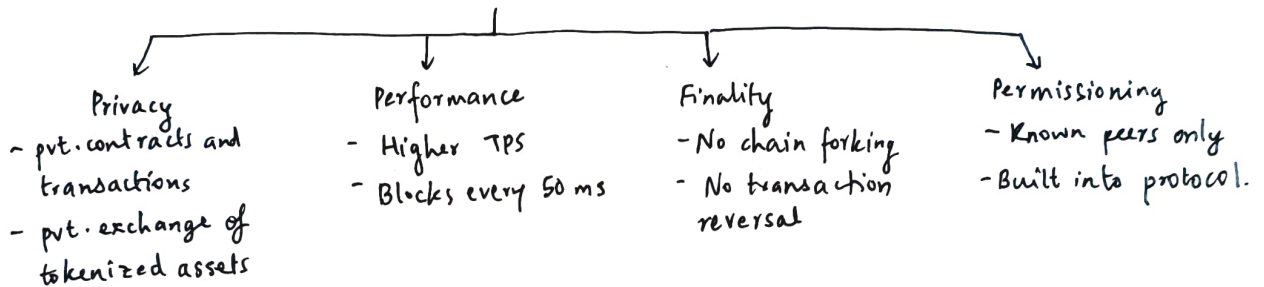 Privacy
- pvt. contracts and
transactions
- pvt. exchange of
tokenized assets
Performance
- Higher TPS
- Blocks every 50 ms
Finality
- No chain forking
- No transaction
reversal
Permissioning
- Known peers only
- Built into protocol.